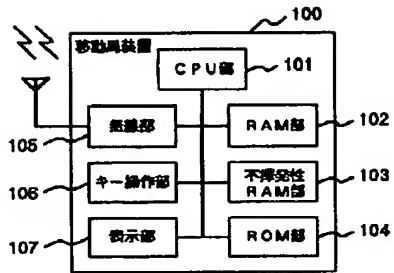 100
移動局装置
CPU部
101
無線部
RAM部
102
105
キー操作部
不揮発性
RAM部
103
106
表示部
ROM部
104
107